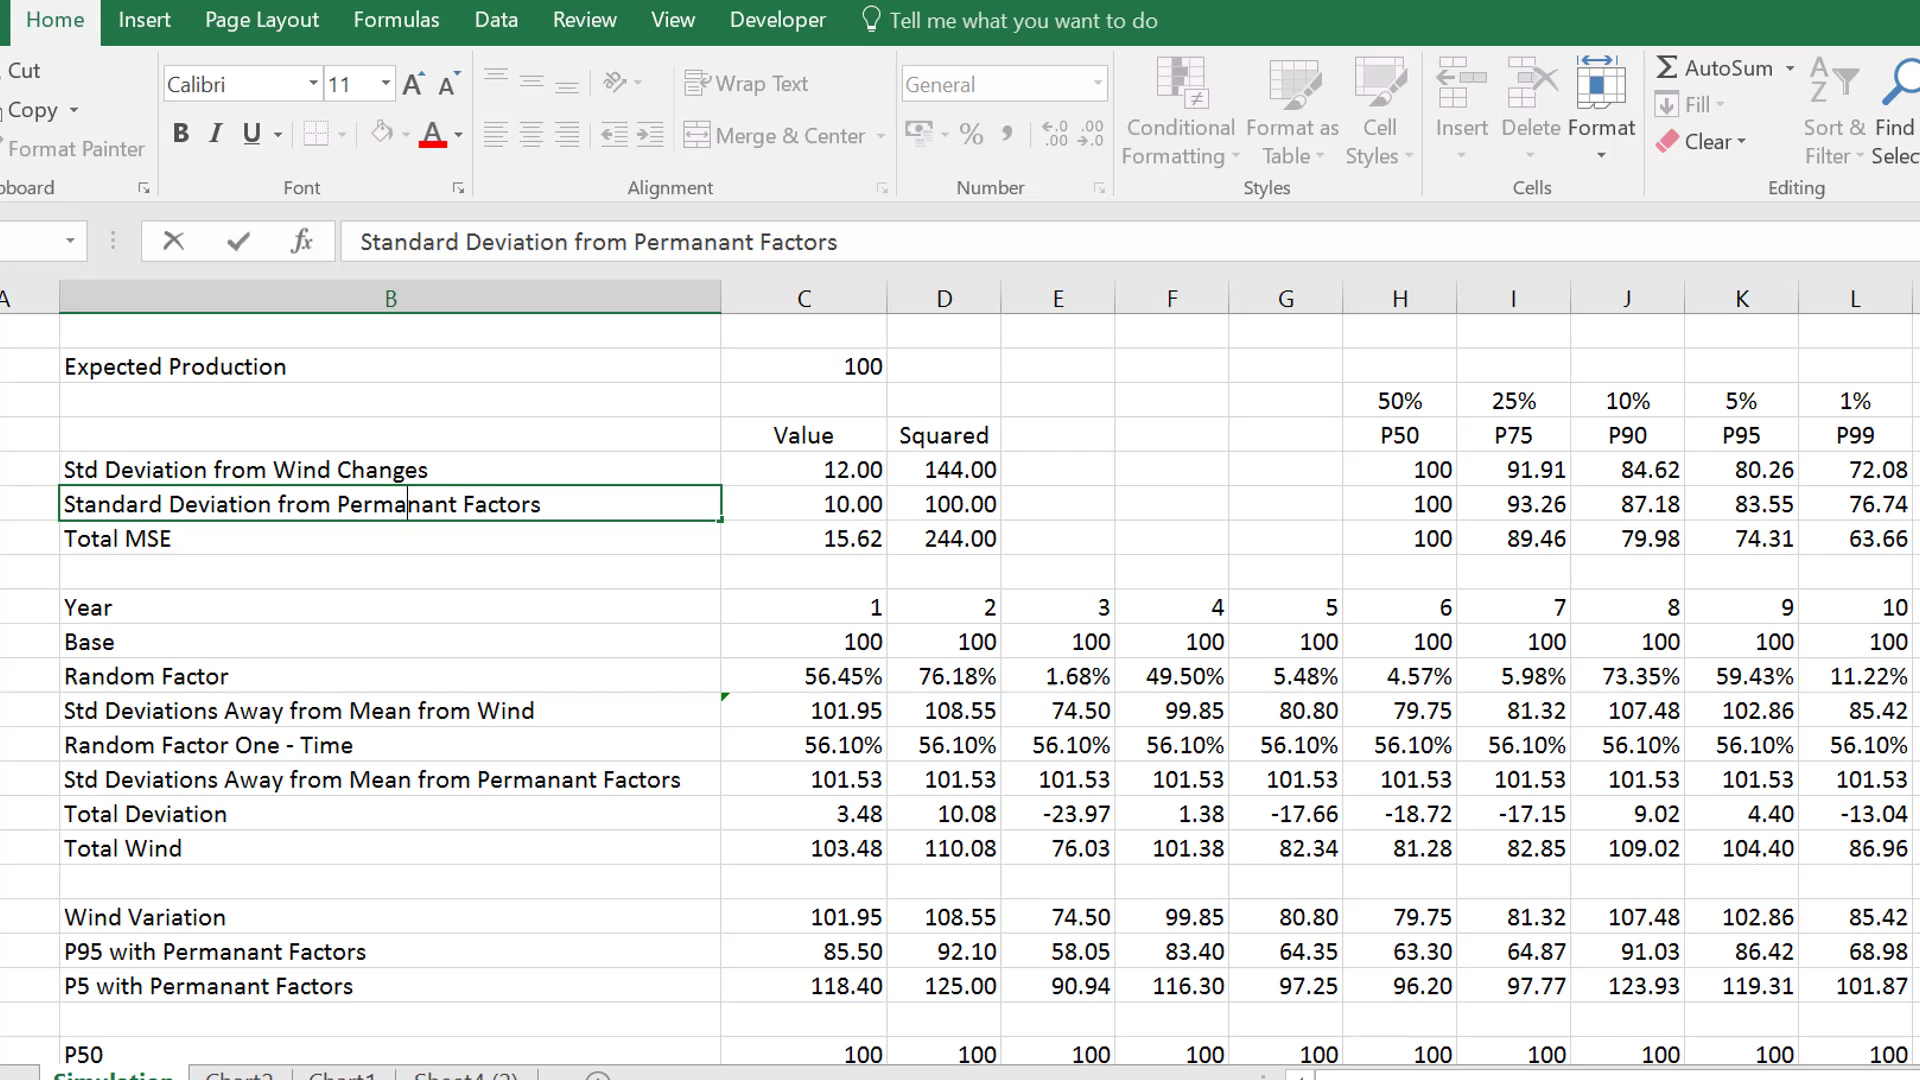 Home Insert Page Layout Formulas Data Review View Developer Tell me what you want to do
Cut
Copy
Format Painter
Calibri 11 A A
B I U A
Wrap Text
Merge & Center
General
% , .00 .00
Conditional Formatting
Format as Table
Cell Styles
Insert Delete Format
Σ AutoSum
Fill
Clear
Sort & Filter
Find
Font Alignment Number Styles Cells Editing
fx Standard Deviation from Permanant Factors
A B C D E F G H I J K L
Expected Production 100
50% 25% 10% 5% 1%
Value Squared P50 P75 P90 P95 P99
Std Deviation from Wind Changes 12.00 144.00 100 91.91 84.62 80.26 72.08
Standard Deviation from Permanant Factors 10.00 100.00 100 93.26 87.18 83.55 76.74
Total MSE 15.62 244.00 100 89.46 79.98 74.31 63.66
Year 1 2 3 4 5 6 7 8 9 10
Base 100 100 100 100 100 100 100 100 100 100
Random Factor 56.45% 76.18% 1.68% 49.50% 5.48% 4.57% 5.98% 73.35% 59.43% 11.22%
Std Deviations Away from Mean from Wind 101.95 108.55 74.50 99.85 80.80 79.75 81.32 107.48 102.86 85.42
Random Factor One - Time 56.10% 56.10% 56.10% 56.10% 56.10% 56.10% 56.10% 56.10% 56.10% 56.10%
Std Deviations Away from Mean from Permanant Factors 101.53 101.53 101.53 101.53 101.53 101.53 101.53 101.53 101.53 101.53
Total Deviation 3.48 10.08 -23.97 1.38 -17.66 -18.72 -17.15 9.02 4.40 -13.04
Total Wind 103.48 110.08 76.03 101.38 82.34 81.28 82.85 109.02 104.40 86.96
Wind Variation 101.95 108.55 74.50 99.85 80.80 79.75 81.32 107.48 102.86 85.42
P95 with Permanant Factors 85.50 92.10 58.05 83.40 64.35 63.30 64.87 91.03 86.42 68.98
P5 with Permanant Factors 118.40 125.00 90.94 116.30 97.25 96.20 97.77 123.93 119.31 101.87
P50 100 100 100 100 100 100 100 100 100 100
Simulation Chart2 Chart1 Sheet4 (2)